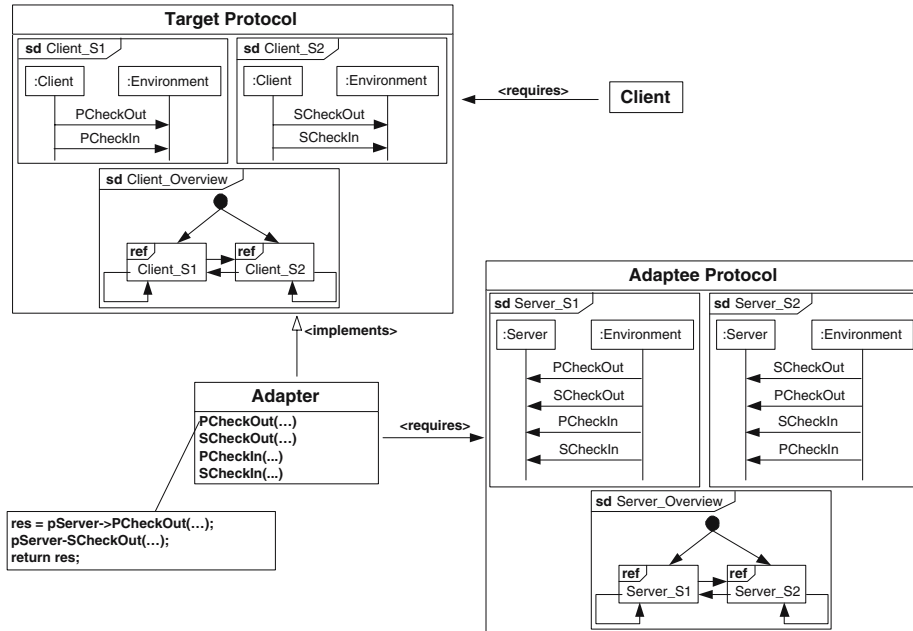 Target Protocol
sd Client_S1
:Client
:Environment
PCheckOut
PCheckIn
sd Client_S2
:Client
:Environment
SCheckOut
SCheckIn
<requires>
Client
sd Client_Overview
ref
Client_S1
ref
Client_S2
<implements>
Adapter
PCheckOut(…)
SCheckOut(…)
PCheckIn(...)
SCheckIn(...)
<requires>
res = pServer->PCheckOut(…);
pServer-SCheckOut(…);
return res;
Adaptee Protocol
sd Server_S1
:Server
:Environment
PCheckOut
SCheckOut
PCheckIn
SCheckIn
sd Server_S2
:Server
:Environment
SCheckOut
PCheckOut
SCheckIn
PCheckIn
sd Server_Overview
ref
Server_S1
ref
Server_S2